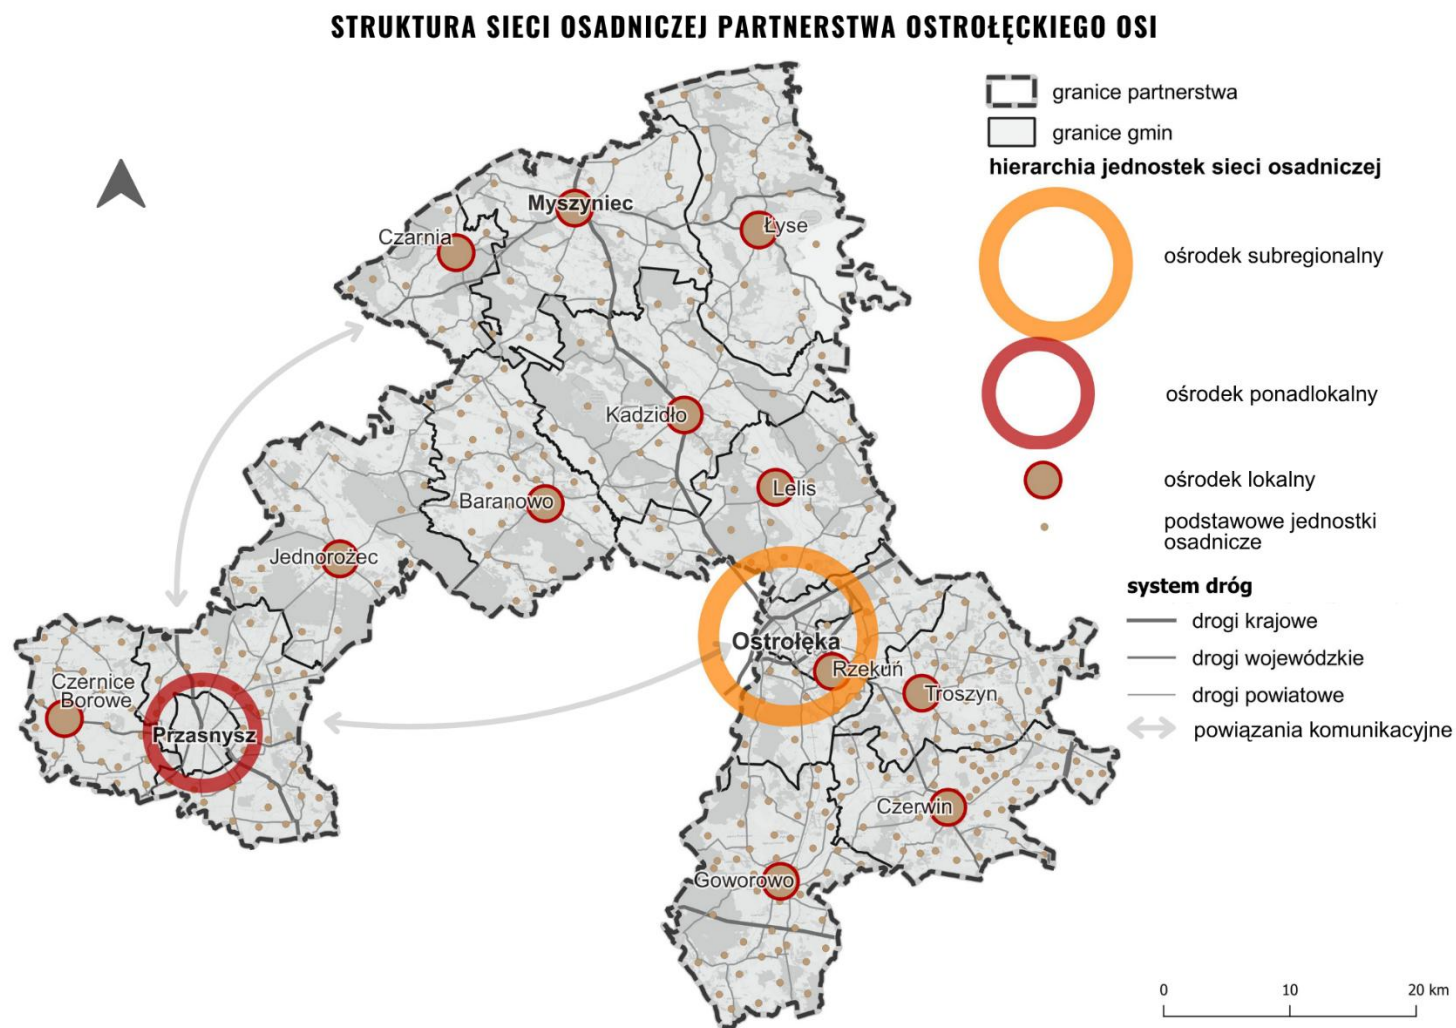 STRUKTURA SIECI OSADNICZEJ PARTNERSTWA OSTROŁĘCKIEGO OSI
granice partnerstwa
granice gmin
hierarchia jednostek sieci osadniczej
ośrodek subregionalny
ośrodek ponadlokalny
ośrodek lokalny
podstawowe jednostki
osadnicze
system dróg
drogi krajowe
drogi wojewódzkie
drogi powiatowe
powiązania komunikacyjne
Myszyniec
Czarnia
Łyse
Kadzidło
Lelis
Baranowo
Jednorożec
Ostrołęka
Rzekuń
Troszyn
Czernice
Borowe
Przasnysz
Czerwin
Goworowo
0 10 20 km